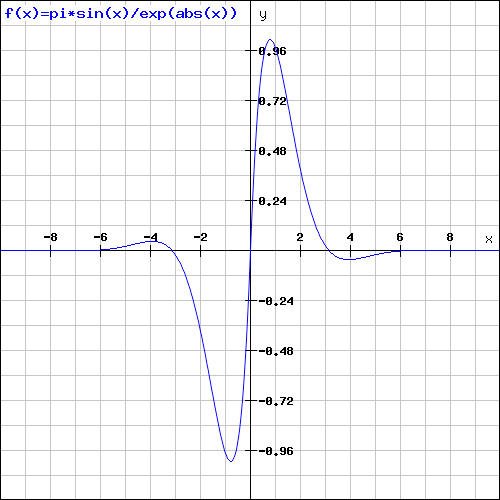 f(x)=pi*sin(x)/exp(abs(x))
y
0.96
0.72
0.48
0.24
-8 -6 -4 -2 2 4 6 8 x
-0.24
-0.48
-0.72
-0.96